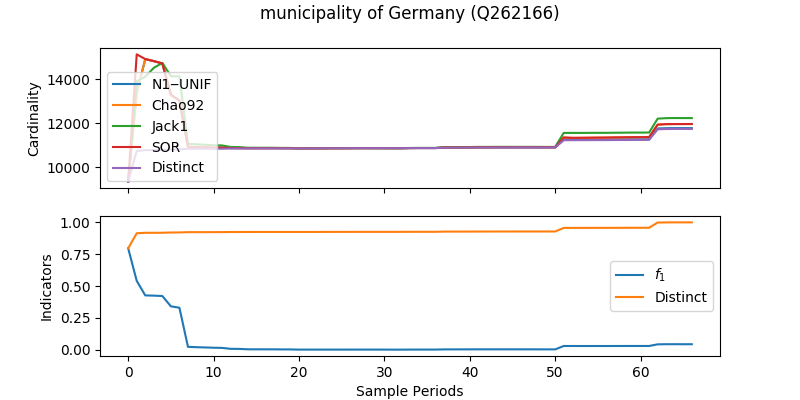 municipality of Germany (Q262166)
Cardinality
14000
12000
10000
N1−UNIF
Chao92
Jack1
SOR
Distinct
Indicators
1.00
0.75
0.50
0.25
0.00
f1
Distinct
0
10
20
30
40
50
60
Sample Periods